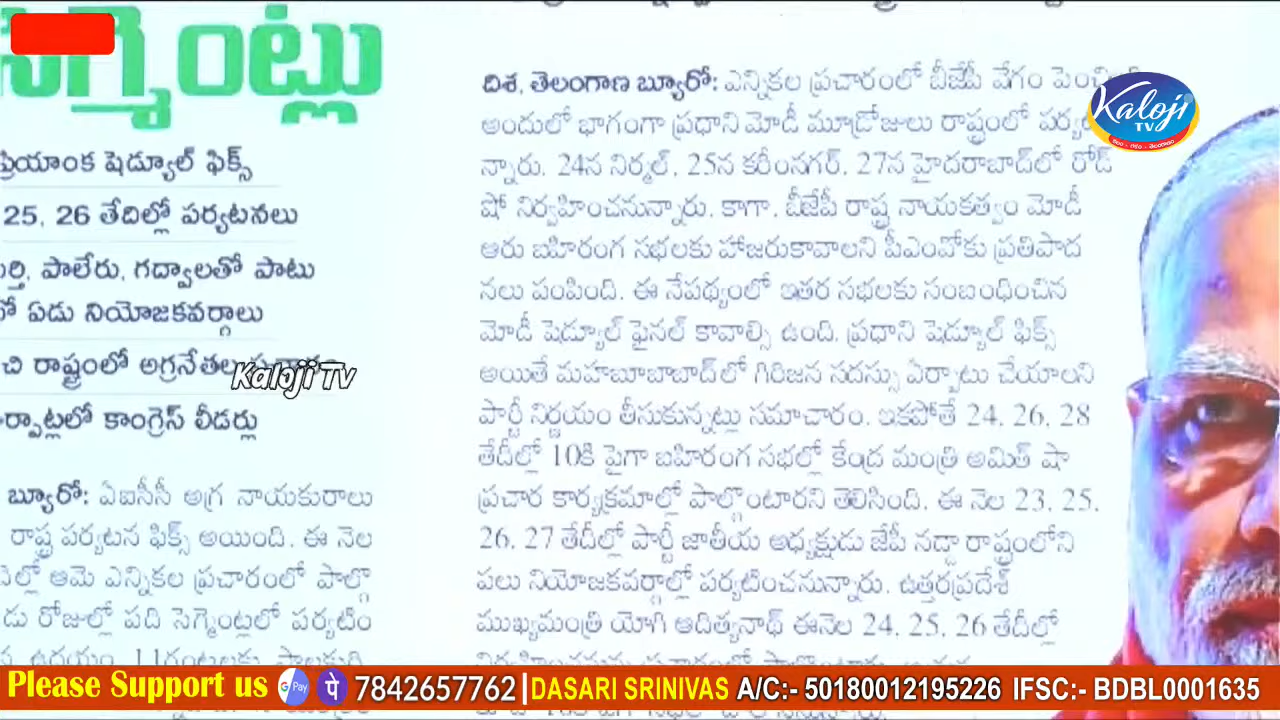 సెగ్మెంట్లు
ప్రియాంక షెడ్యూల్ ఫిక్స్
25, 26 తేదిల్లో పర్యటనలు
పాలేరు, గద్వాలతో పాటు
ఏడు నియోజకవర్గాలు
రాష్ట్రంలో అగ్రనేతల
కాంగ్రెస్ లీడర్లు
బ్యూరో: ఏఐసీసీ అగ్ర నాయకురాలు
రాష్ట్ర పర్యటన ఫిక్స్ అయింది. ఈ నెల
ఆమె ఎన్నికల ప్రచారంలో పాల్గొ
రోజుల్లో పది సెగ్మెంట్లలో పర్యటిం
దిశ, తెలంగాణ బ్యూరో: ఎన్నికల ప్రచారంలో బీజేపీ వేగం
అందులో భాగంగా ప్రధాని మోడీ మూడ్రోజులు రాష్ట్రంలో
న్నారు. 24న నిర్మల్, 25న కరీంనగర్, 27న హైదరాబాద్‌లో రోడ్
షో నిర్వహించనున్నారు. కాగా, బీజేపీ రాష్ట్ర నాయకత్వం మోడీ
ఆరు బహిరంగ సభలకు హాజరుకావాలని పీఎంవోకు ప్రతిపాద
నలు పంపింది. ఈ నేపథ్యంలో ఇతర సభలకు సంబంధించిన
మోడీ షెడ్యూల్ ఫైనల్ కావాల్సి ఉంది. ప్రధాని షెడ్యూల్ ఫిక్స్
అయితే మహబూబాబాద్‌లో గిరిజన సదస్సు ఏర్పాటు చేయాలని
పార్టీ నిర్ణయం తీసుకున్నట్లు సమాచారం. ఇకపోతే 24, 26, 28
తేదీల్లో 10కి పైగా బహిరంగ సభల్లో కేంద్ర మంత్రి అమిత్ షా
ప్రచార కార్యక్రమాల్లో పాల్గొంటారని తెలిసింది. ఈ నెల 23, 25,
26, 27 తేదీల్లో పార్టీ జాతీయ అధ్యక్షుడు జేపీ నడ్డా రాష్ట్రంలోని
పలు నియోజకవర్గాల్లో పర్యటించనున్నారు. ఉత్తరప్రదేశ్
ముఖ్యమంత్రి యోగి ఆదిత్యనాథ్ ఈనెల 24, 25, 26 తేదీల్లో
Kaloji
TV
Kaloji Tv
Please Support us G Pay 7842657762 | DASARI SRINIVAS A/C:- 50180012195226 IFSC:- BDBL0001635